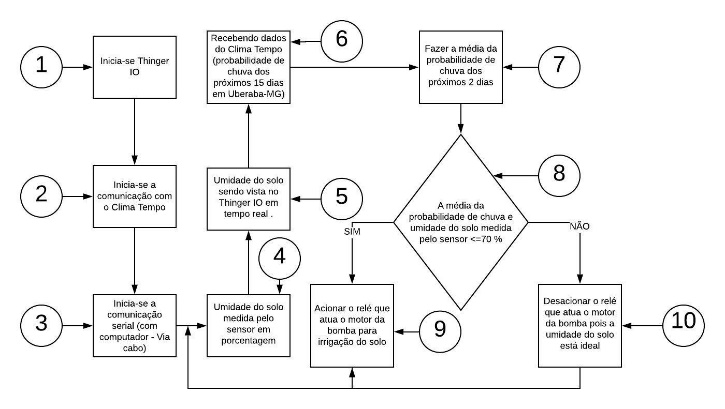 1
Inicia-se Thinger
IO
2
Inicia-se a
comunicação com
o Clima Tempo
3
Inicia-se a
comunicação
serial (com
computador - Via
cabo)
4
Umidade do solo
medida pelo
sensor em
porcentagem
5
Umidade do solo
sendo vista no
Thinger IO em
tempo real .
6
Recebendo dados
do Clima Tempo
(probabilidade de
chuva dos
próximos 15 dias
em Uberaba-MG)
7
Fazer a média da
probabilidade de
chuva dos
próximos 2 dias
8
A média da
probabilidade de chuva e
umidade do solo medida
pelo sensor <=70 %
SIM
NÃO
9
Acionar o relé que
atua o motor da
bomba para
irrigação do solo
10
Desacionar o relé
que atua o motor
da bomba pois a
umidade do solo
está ideal